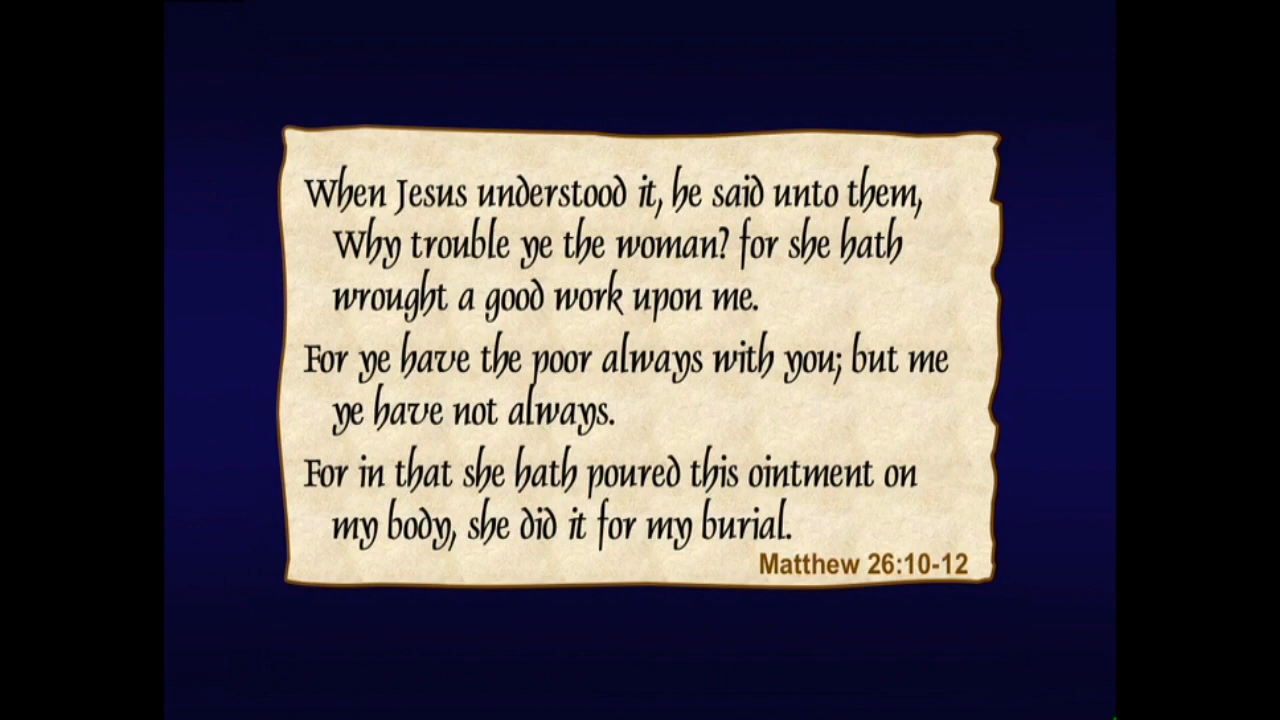 When Jesus understood it, he said unto them,
Why trouble ye the woman? for she hath
wrought a good work upon me.
For ye have the poor always with you; but me
ye have not always.
For in that she hath poured this ointment on
my body, she did it for my burial.
Matthew 26:10-12